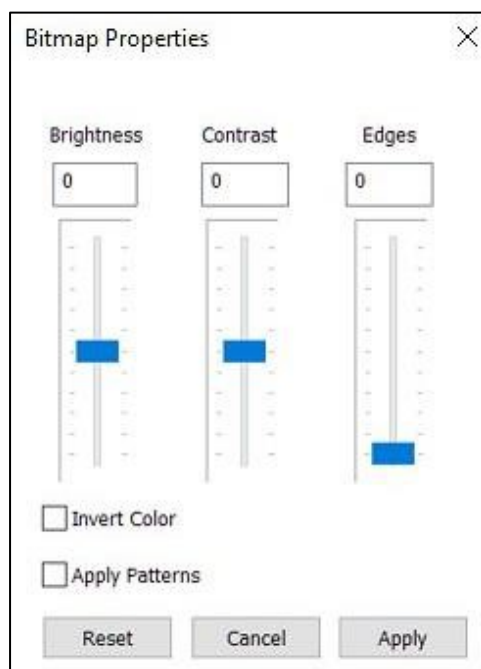 Bitmap Properties
Brightness Contrast Edges
0 0 0
Invert Color
Apply Patterns
Reset Cancel Apply